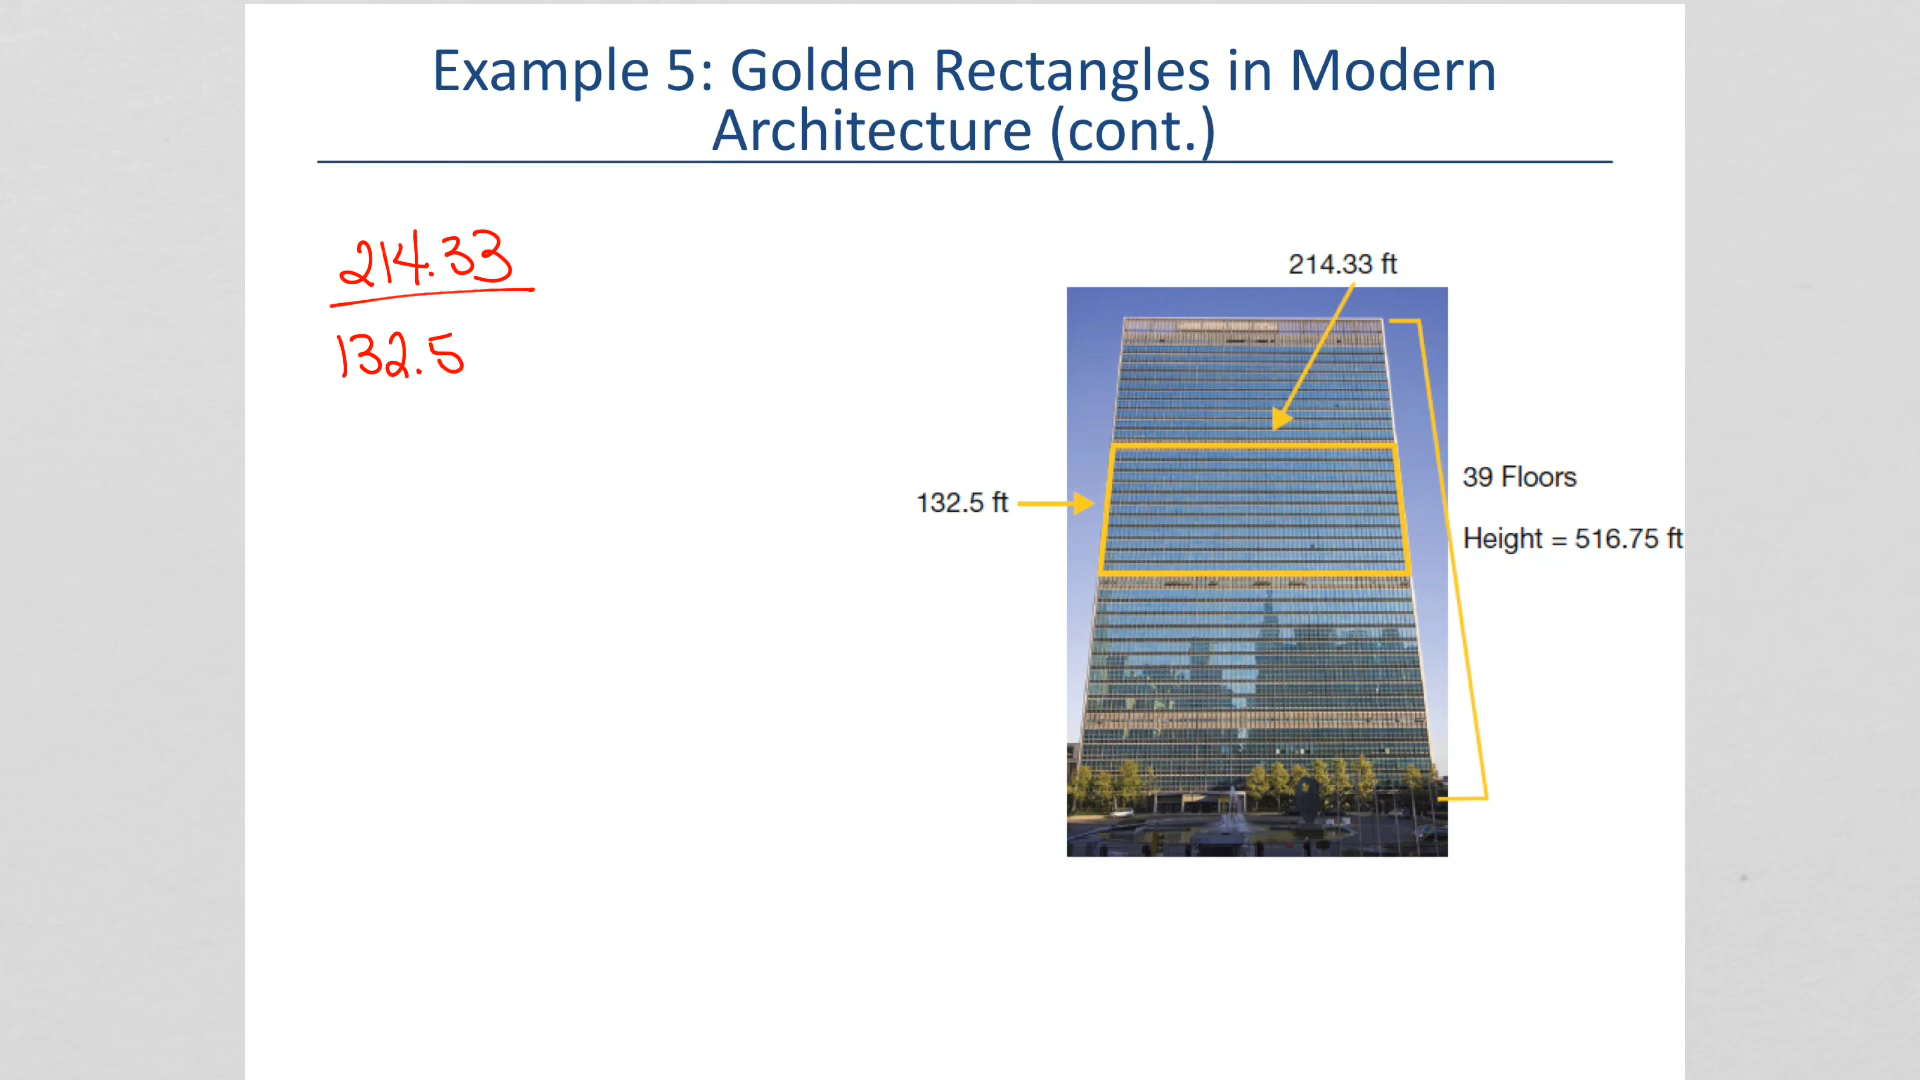 Example 5: Golden Rectangles in Modern
Architecture (cont.)
214.33
132.5
214.33 ft
132.5 ft
39 Floors
Height = 516.75 ft